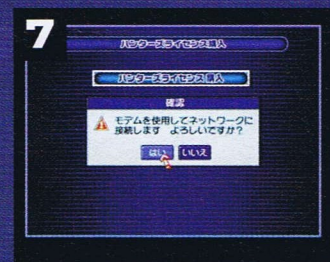 7
ハンターズライセンス購入
ハンターズライセンス購入
確認
モデムを使用してネットワークに
接続します　よろしいですか？
はい　いいえ